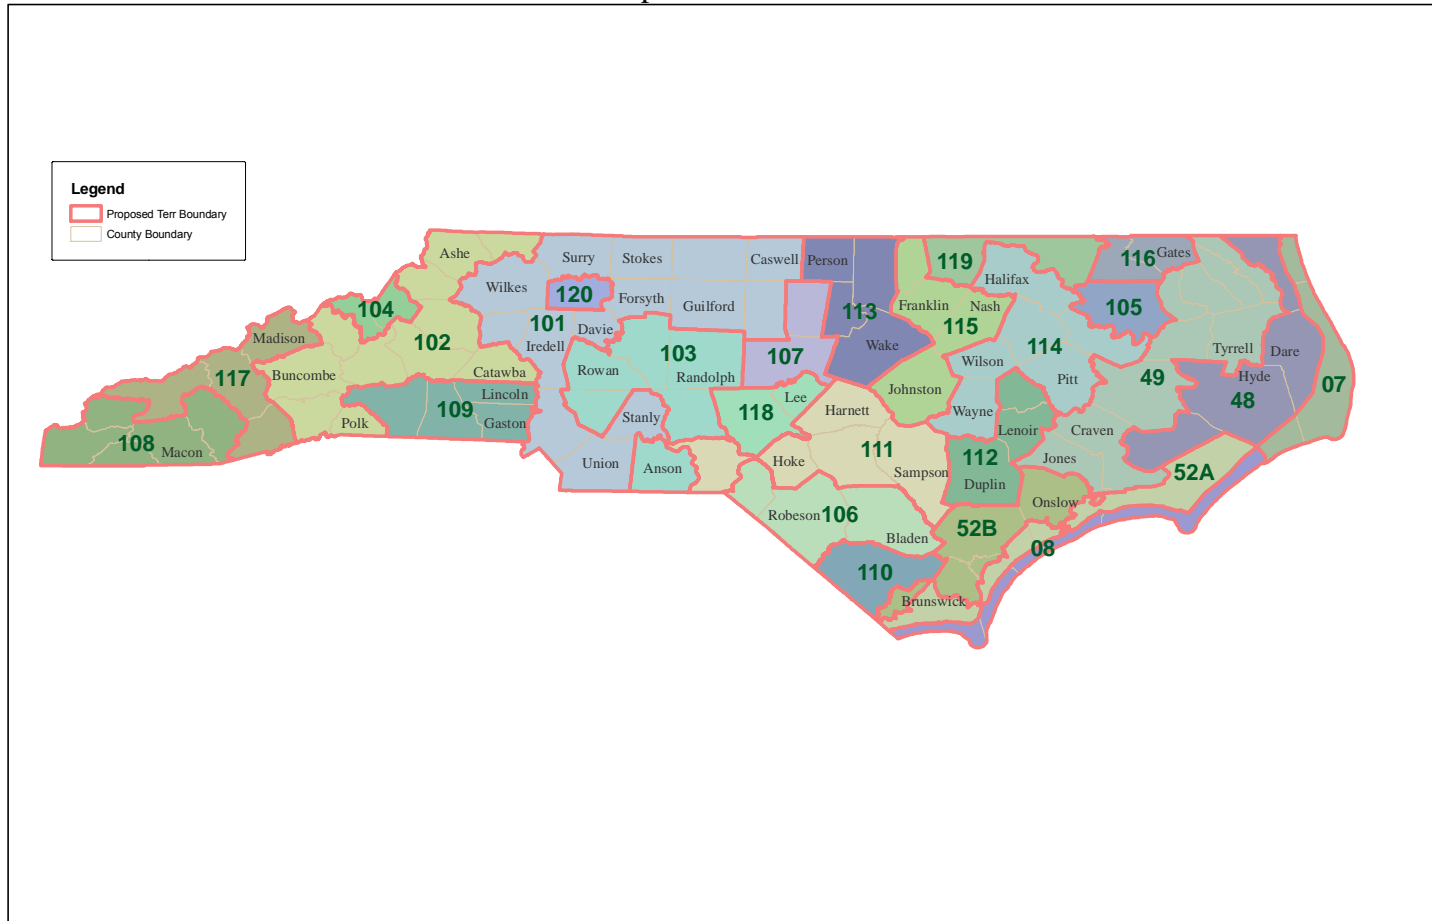 Legend
Proposed Terr Boundary
County Boundary
Ashe
Surry
Stokes
Caswell
Person
119
116
Gates
Wilkes
120
Forsyth
Guilford
Halifax
104
101
Davie
113
Franklin
Nash
105
Madison
102
Iredell
103
107
Wake
115
114
117
Buncombe
Catawba
Rowan
Randolph
Wilson
Tyrrell
Dare
Lincoln
Lee
Johnston
Pitt
49
Hyde
07
109
Gaston
Stanly
118
Harnett
Wayne
48
Polk
Lenoir
Craven
108
Macon
Union
Anson
Hoke
111
Sampson
112
Jones
52A
Duplin
Onslow
Robeson
106
52B
Bladen
08
110
Brunswick